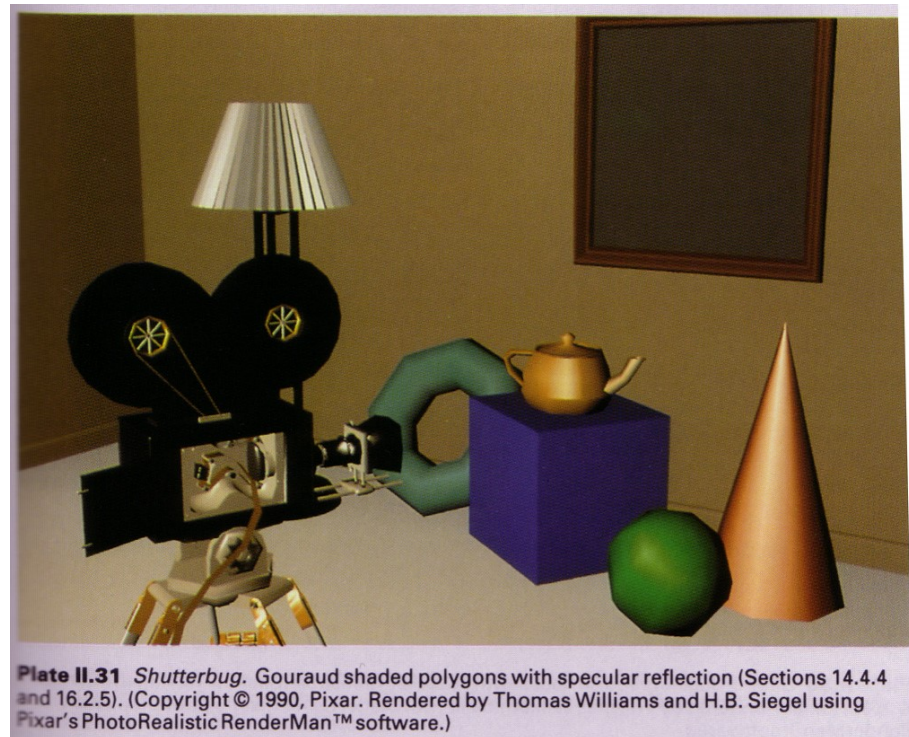 Plate II.31 Shutterbug. Gouraud shaded polygons with specular reflection (Sections 14.4.4
and 16.2.5). (Copyright © 1990, Pixar. Rendered by Thomas Williams and H.B. Siegel using
Pixar's PhotoRealistic RenderMan™ software.)